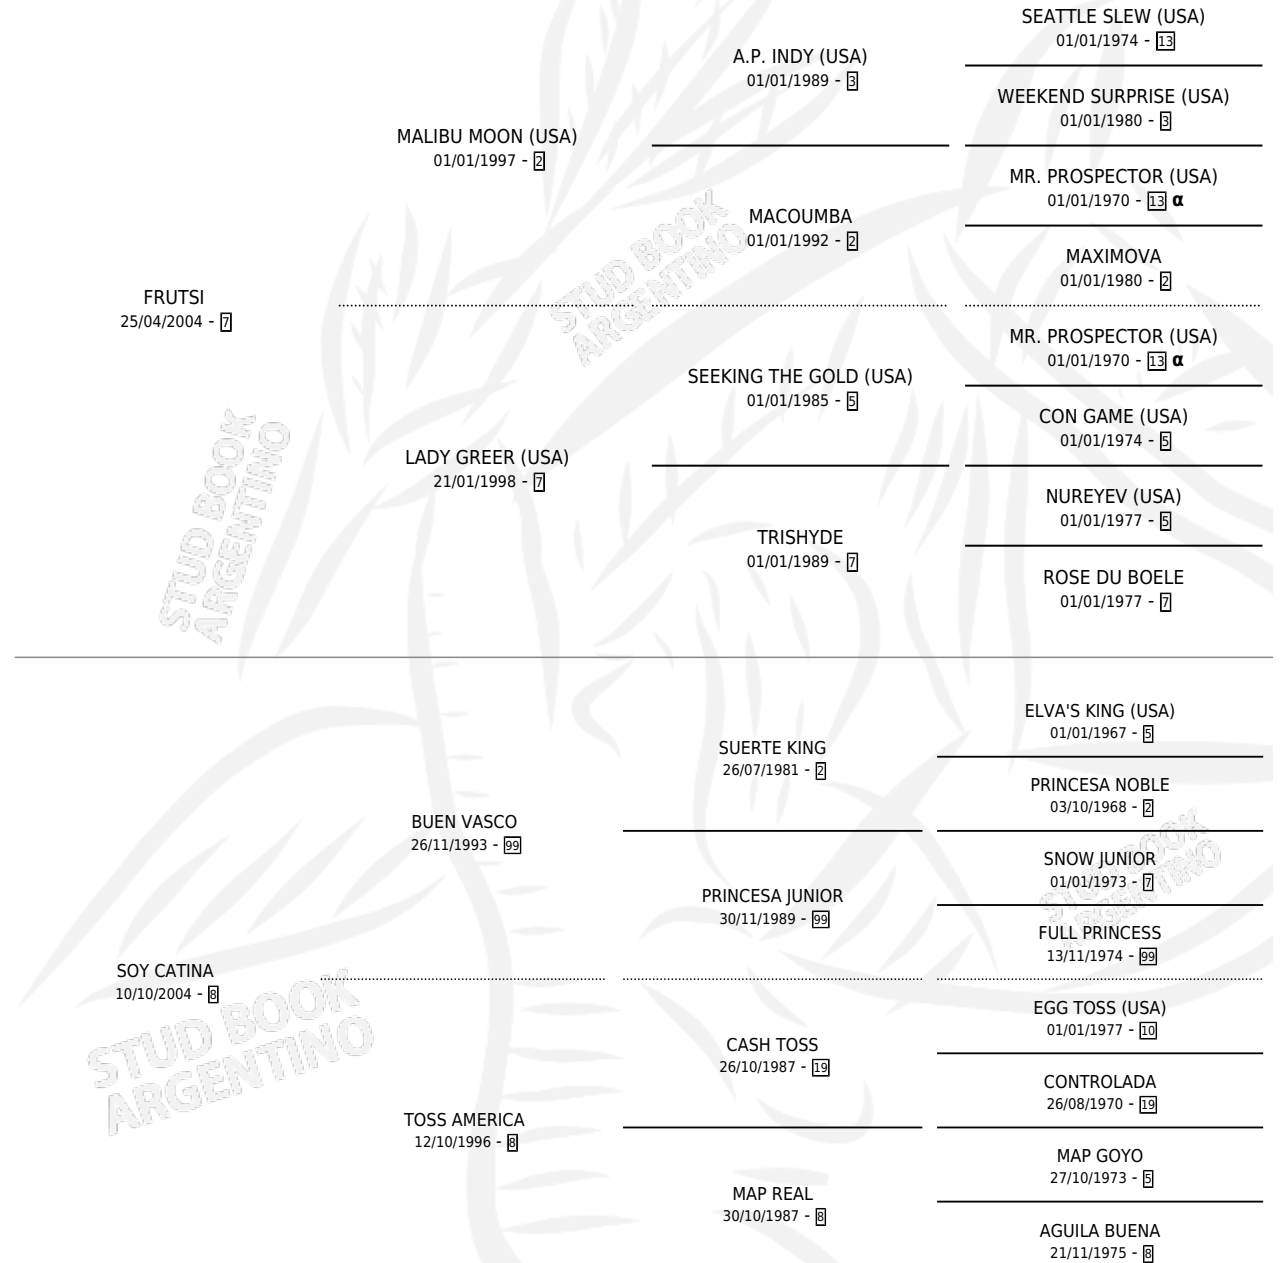 SEATTLE SLEW (USA)
01/01/1974 - 13
A.P. INDY (USA)
01/01/1989 - 3
WEEKEND SURPRISE (USA)
01/01/1980 - 3
MALIBU MOON (USA)
01/01/1997 - 2
MR. PROSPECTOR (USA)
01/01/1970 - 13 α
MACOUMBA
01/01/1992 - 2
MAXIMOVA
01/01/1980 - 2
FRUTSI
25/04/2004 - 7
MR. PROSPECTOR (USA)
01/01/1970 - 13 α
SEEKING THE GOLD (USA)
01/01/1985 - 5
CON GAME (USA)
01/01/1974 - 5
LADY GREER (USA)
21/01/1998 - 7
NUREYEV (USA)
01/01/1977 - 5
TRISHYDE
01/01/1989 - 7
ROSE DU BOELE
01/01/1977 - 7
ELVA'S KING (USA)
01/01/1967 - 5
SUERTE KING
26/07/1981 - 2
PRINCESA NOBLE
03/10/1968 - 2
BUEN VASCO
26/11/1993 - 99
SNOW JUNIOR
01/01/1973 - 7
PRINCESA JUNIOR
30/11/1989 - 99
FULL PRINCESS
13/11/1974 - 99
SOY CATINA
10/10/2004 - 8
EGG TOSS (USA)
01/01/1977 - 10
CASH TOSS
26/10/1987 - 19
CONTROLADA
26/08/1970 - 19
TOSS AMERICA
12/10/1996 - 8
MAP GOYO
27/10/1973 - 5
MAP REAL
30/10/1987 - 8
AGUILA BUENA
21/11/1975 - 8
STUD BOOK
ARGENTINO
STUD BOOK
ARGENTINO
STUD BOOK
ARGENTINO
STUD BOOK
ARGENTINO